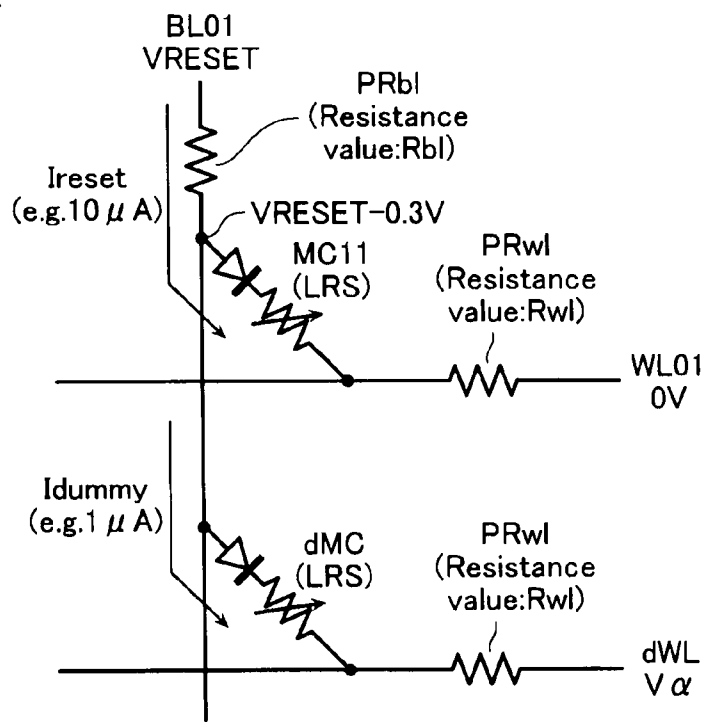 BL01
VRESET
PRbl
(Resistance
value:Rbl)
Ireset
(e.g.10 μ A)
VRESET-0.3V
MC11
(LRS)
PRwl
(Resistance
value:Rwl)
WL01
0V
Idummy
(e.g.1 μ A)
dMC
(LRS)
PRwl
(Resistance
value:Rwl)
dWL
V α